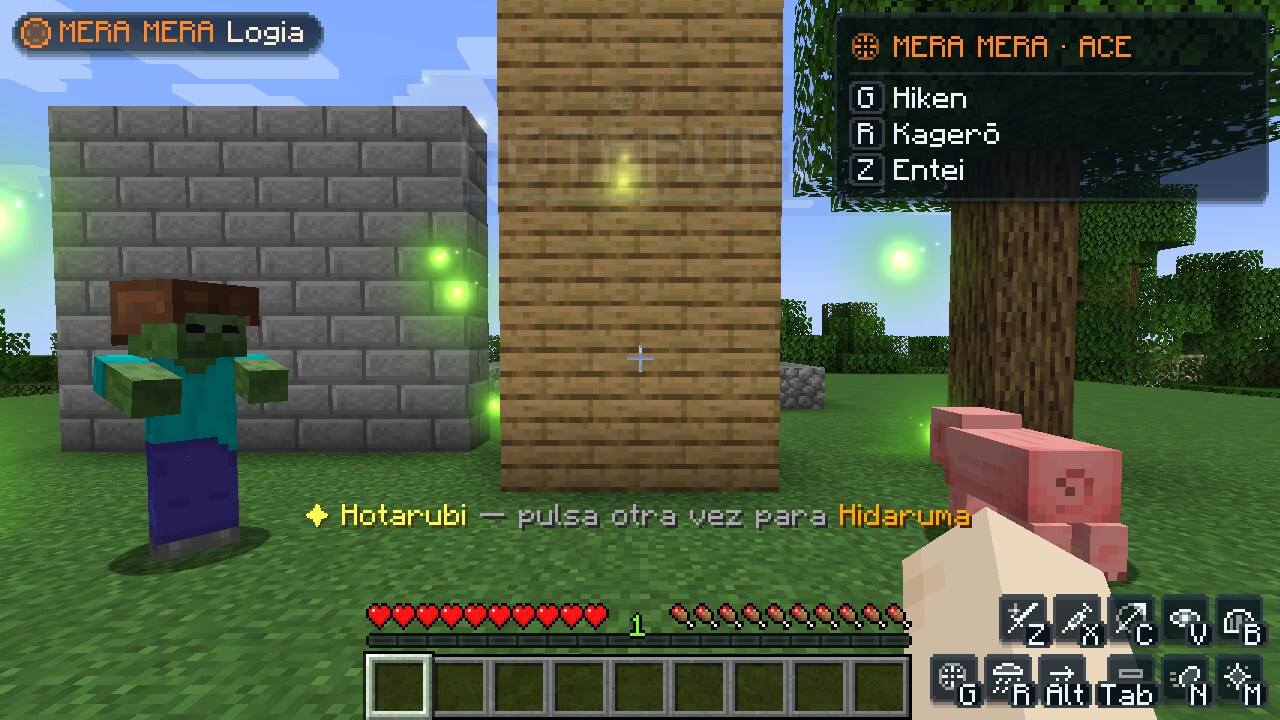 MERA MERA Logia
MERA MERA · ACE
G Hiken
R Kagerō
Z Entei
✦ Hotarubi — pulsa otra vez para Hidaruma
1
Z X C V B
G R Alt Tab N M